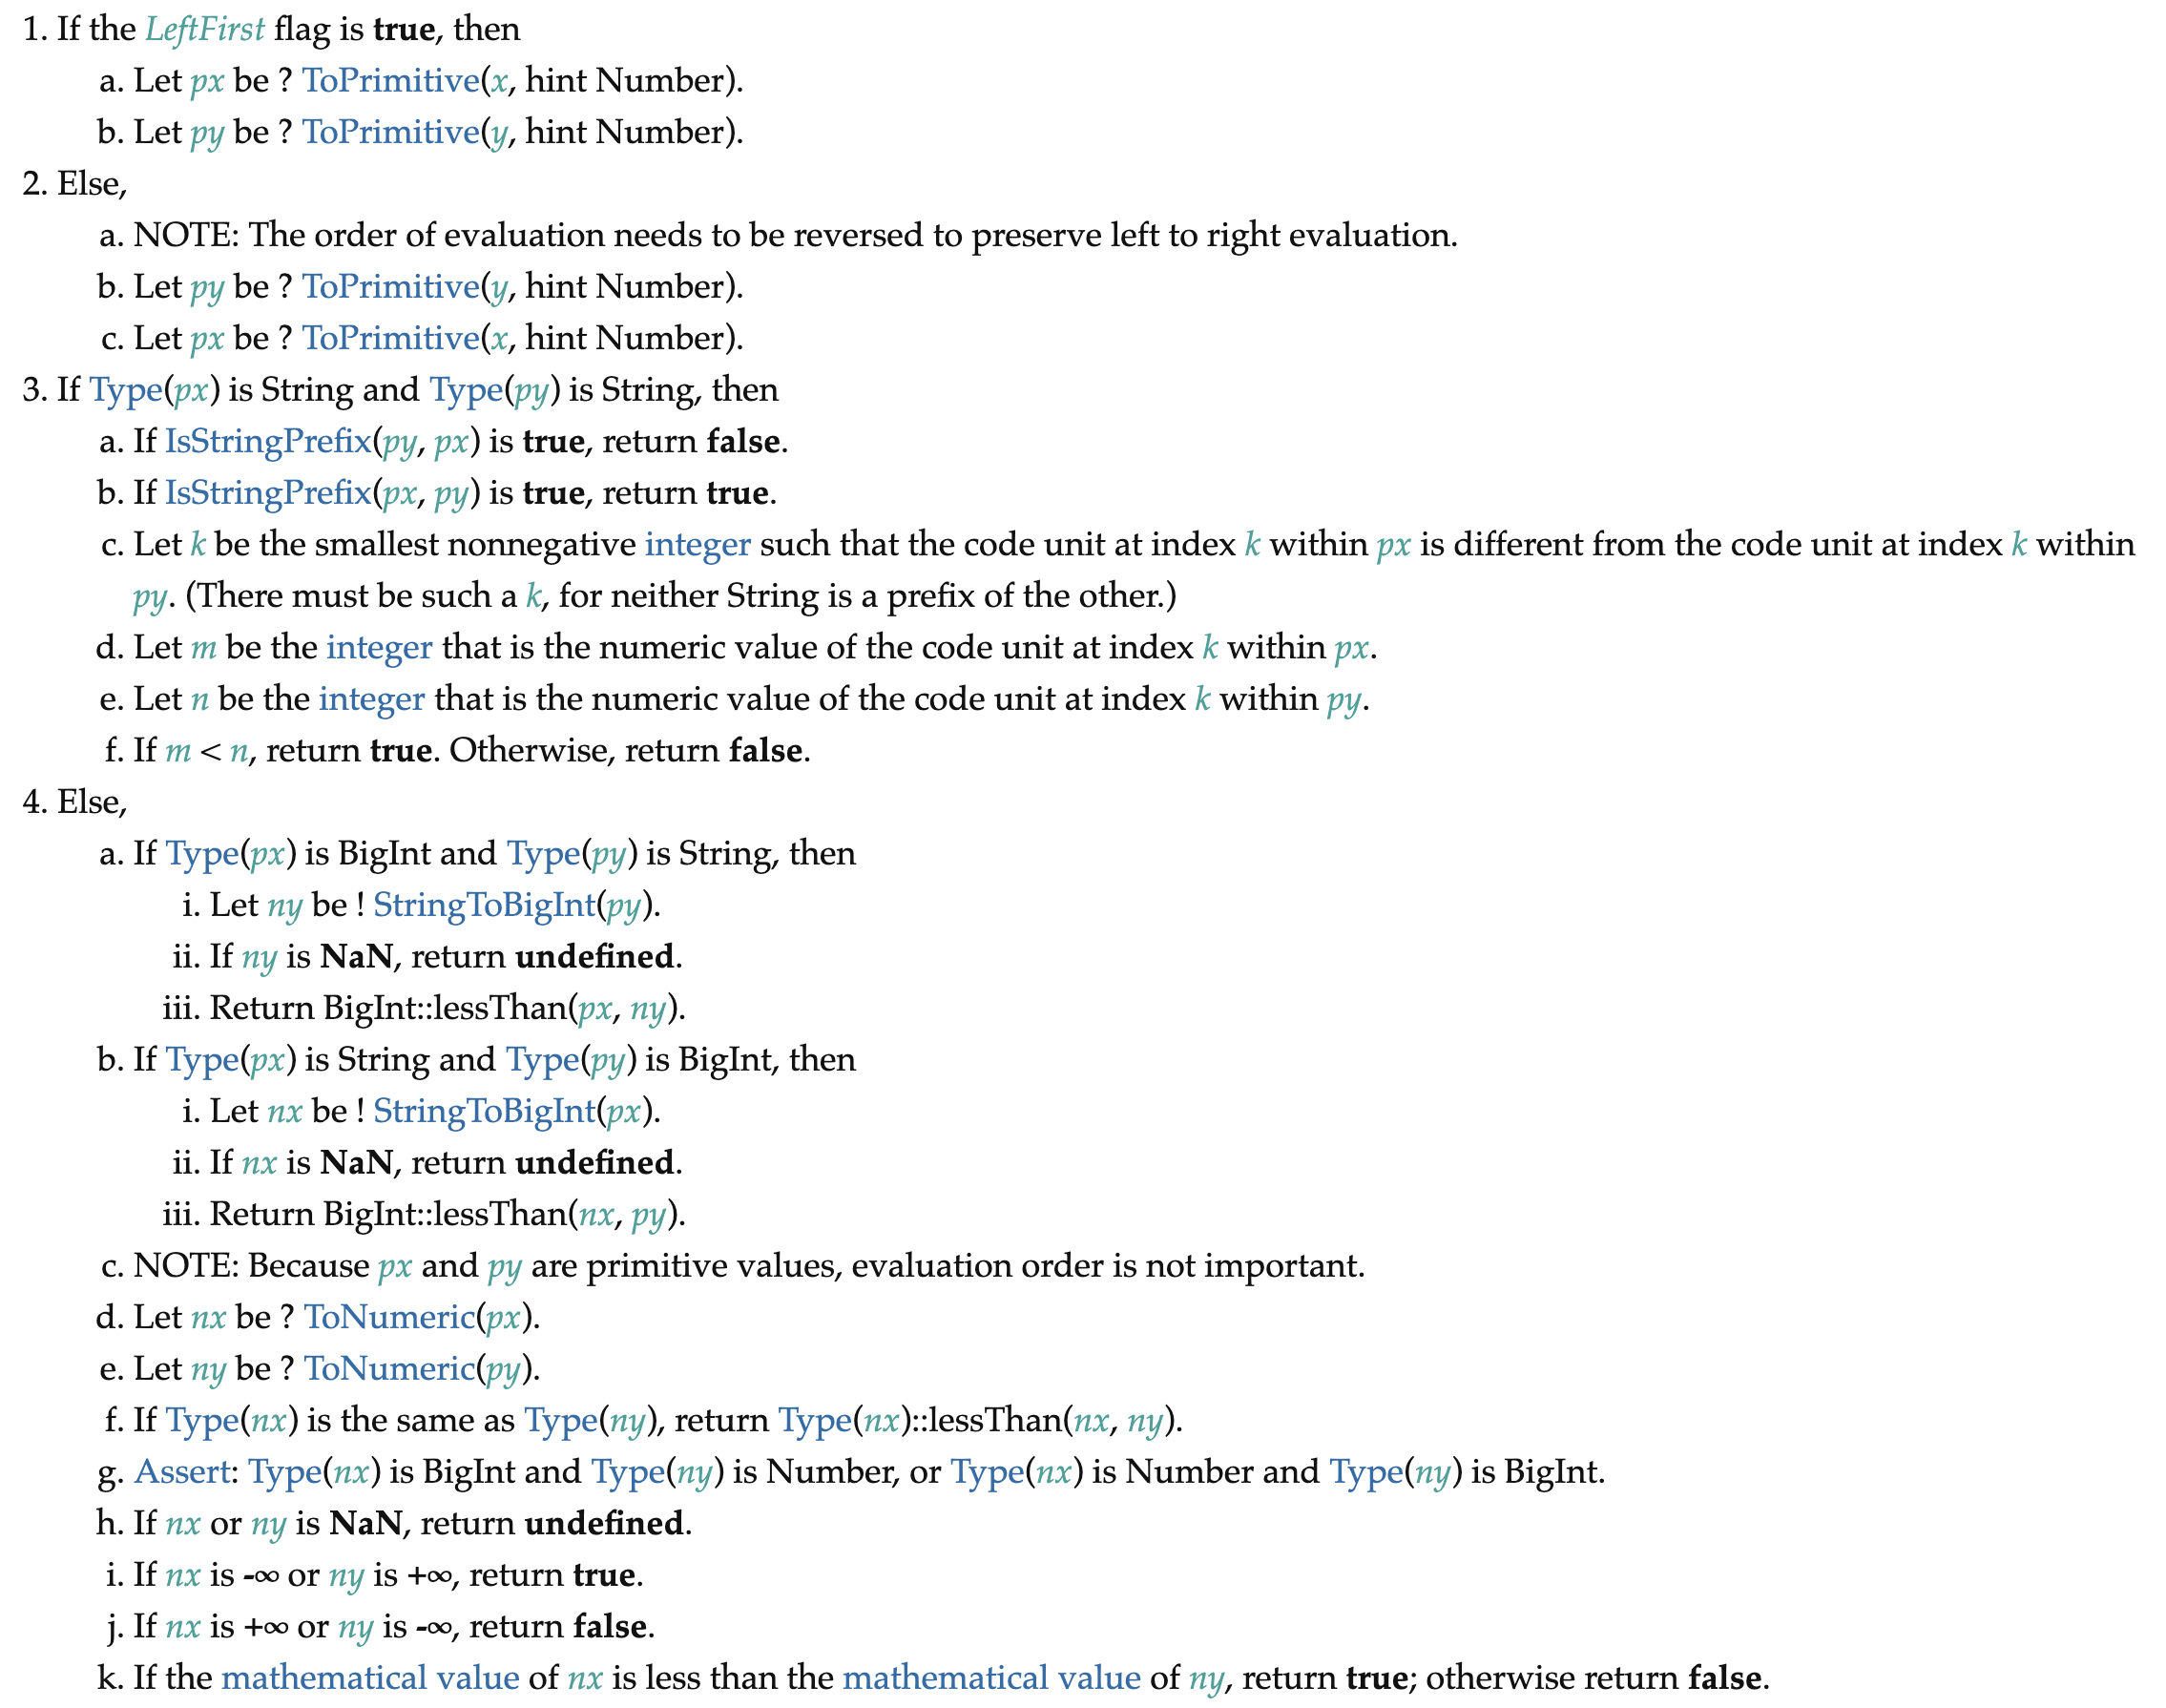 1. If the LeftFirst flag is true, then
a. Let px be ? ToPrimitive(x, hint Number).
b. Let py be ? ToPrimitive(y, hint Number).
2. Else,
a. NOTE: The order of evaluation needs to be reversed to preserve left to right evaluation.
b. Let py be ? ToPrimitive(y, hint Number).
c. Let px be ? ToPrimitive(x, hint Number).
3. If Type(px) is String and Type(py) is String, then
a. If IsStringPrefix(py, px) is true, return false.
b. If IsStringPrefix(px, py) is true, return true.
c. Let k be the smallest nonnegative integer such that the code unit at index k within px is different from the code unit at index k within
py. (There must be such a k, for neither String is a prefix of the other.)
d. Let m be the integer that is the numeric value of the code unit at index k within px.
e. Let n be the integer that is the numeric value of the code unit at index k within py.
f. If m < n, return true. Otherwise, return false.
4. Else,
a. If Type(px) is BigInt and Type(py) is String, then
i. Let ny be ! StringToBigInt(py).
ii. If ny is NaN, return undefined.
iii. Return BigInt::lessThan(px, ny).
b. If Type(px) is String and Type(py) is BigInt, then
i. Let nx be ! StringToBigInt(px).
ii. If nx is NaN, return undefined.
iii. Return BigInt::lessThan(nx, py).
c. NOTE: Because px and py are primitive values, evaluation order is not important.
d. Let nx be ? ToNumeric(px).
e. Let ny be ? ToNumeric(py).
f. If Type(nx) is the same as Type(ny), return Type(nx)::lessThan(nx, ny).
g. Assert: Type(nx) is BigInt and Type(ny) is Number, or Type(nx) is Number and Type(ny) is BigInt.
h. If nx or ny is NaN, return undefined.
i. If nx is -∞ or ny is +∞, return true.
j. If nx is +∞ or ny is -∞, return false.
k. If the mathematical value of nx is less than the mathematical value of ny, return true; otherwise return false.